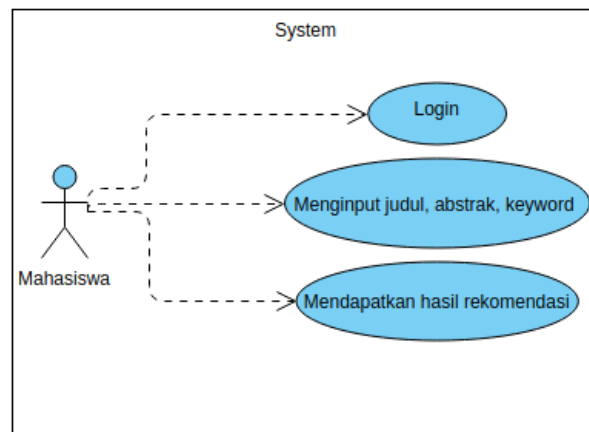 System
Login
Menginput judul, abstrak, keyword
Mahasiswa
Mendapatkan hasil rekomendasi